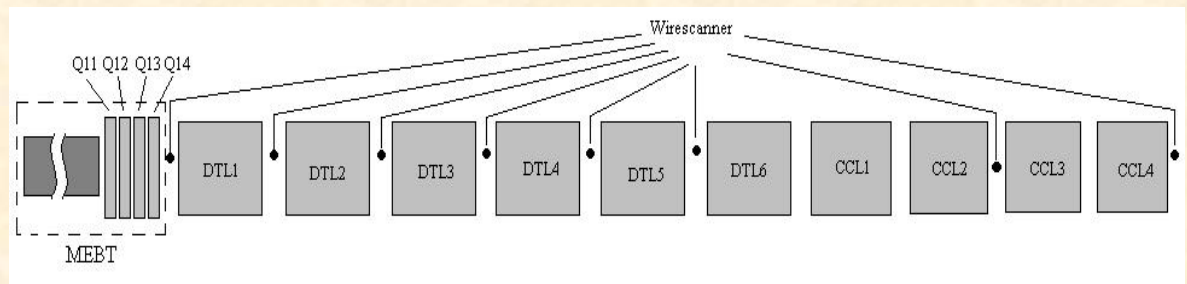 Wirescanner
Q11 Q12 Q13 Q14
DTL1 DTL2 DTL3 DTL4 DTL5 DTL6 CCL1 CCL2 CCL3 CCL4
MEBT